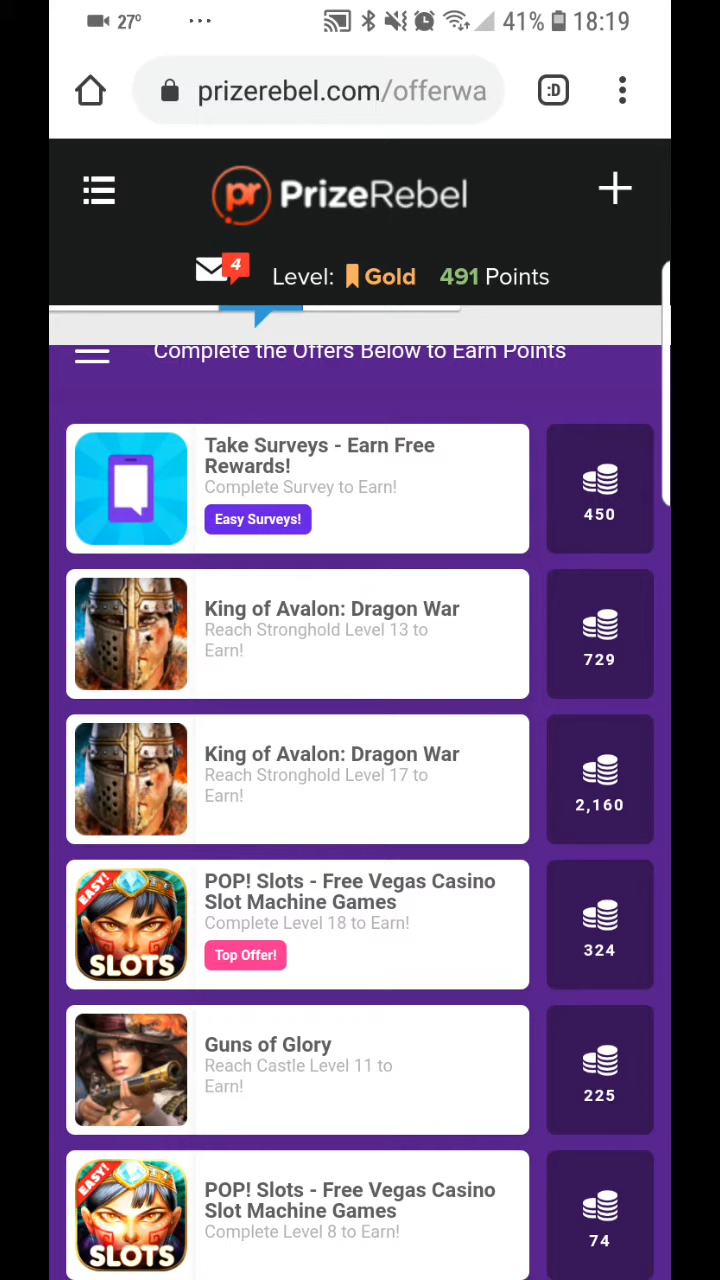 27° ... 41% 18:19
:D
prizerebel.com/offerwa
pr PrizeRebel
4 Level: Gold 491 Points
Complete the Offers Below to Earn Points
Take Surveys - Earn Free
Rewards!
Complete Survey to Earn!
Easy Surveys!
450
King of Avalon: Dragon War
Reach Stronghold Level 13 to
Earn!
729
King of Avalon: Dragon War
Reach Stronghold Level 17 to
Earn!
2,160
EASY!
SLOTS
POP! Slots - Free Vegas Casino
Slot Machine Games
Complete Level 18 to Earn!
Top Offer!
324
Guns of Glory
Reach Castle Level 11 to
Earn!
225
EASY!
SLOTS
POP! Slots - Free Vegas Casino
Slot Machine Games
Complete Level 8 to Earn!
74